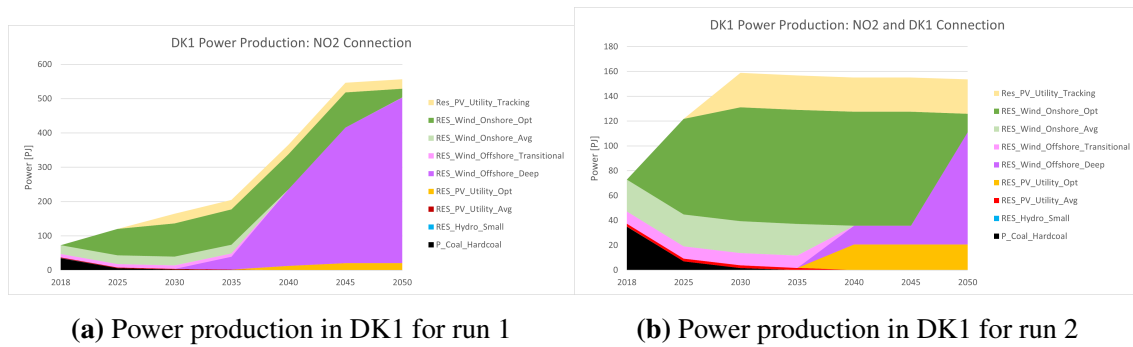 DK1 Power Production: NO2 Connection
Power [PJ]
600
500
400
300
200
100
0
2018 2025 2030 2035 2040 2045 2050
Res_PV_Utility_Tracking
RES_Wind_Onshore_Opt
RES_Wind_Onshore_Avg
RES_Wind_Offshore_Transitional
RES_Wind_Offshore_Deep
RES_PV_Utility_Opt
RES_PV_Utility_Avg
RES_Hydro_Small
P_Coal_Hardcoal
(a) Power production in DK1 for run 1
DK1 Power Production: NO2 and DK1 Connection
Power [PJ]
180
160
140
120
100
80
60
40
20
0
2018 2025 2030 2035 2040 2045 2050
Res_PV_Utility_Tracking
RES_Wind_Onshore_Opt
RES_Wind_Onshore_Avg
RES_Wind_Offshore_Transitional
RES_Wind_Offshore_Deep
RES_PV_Utility_Opt
RES_PV_Utility_Avg
RES_Hydro_Small
P_Coal_Hardcoal
(b) Power production in DK1 for run 2